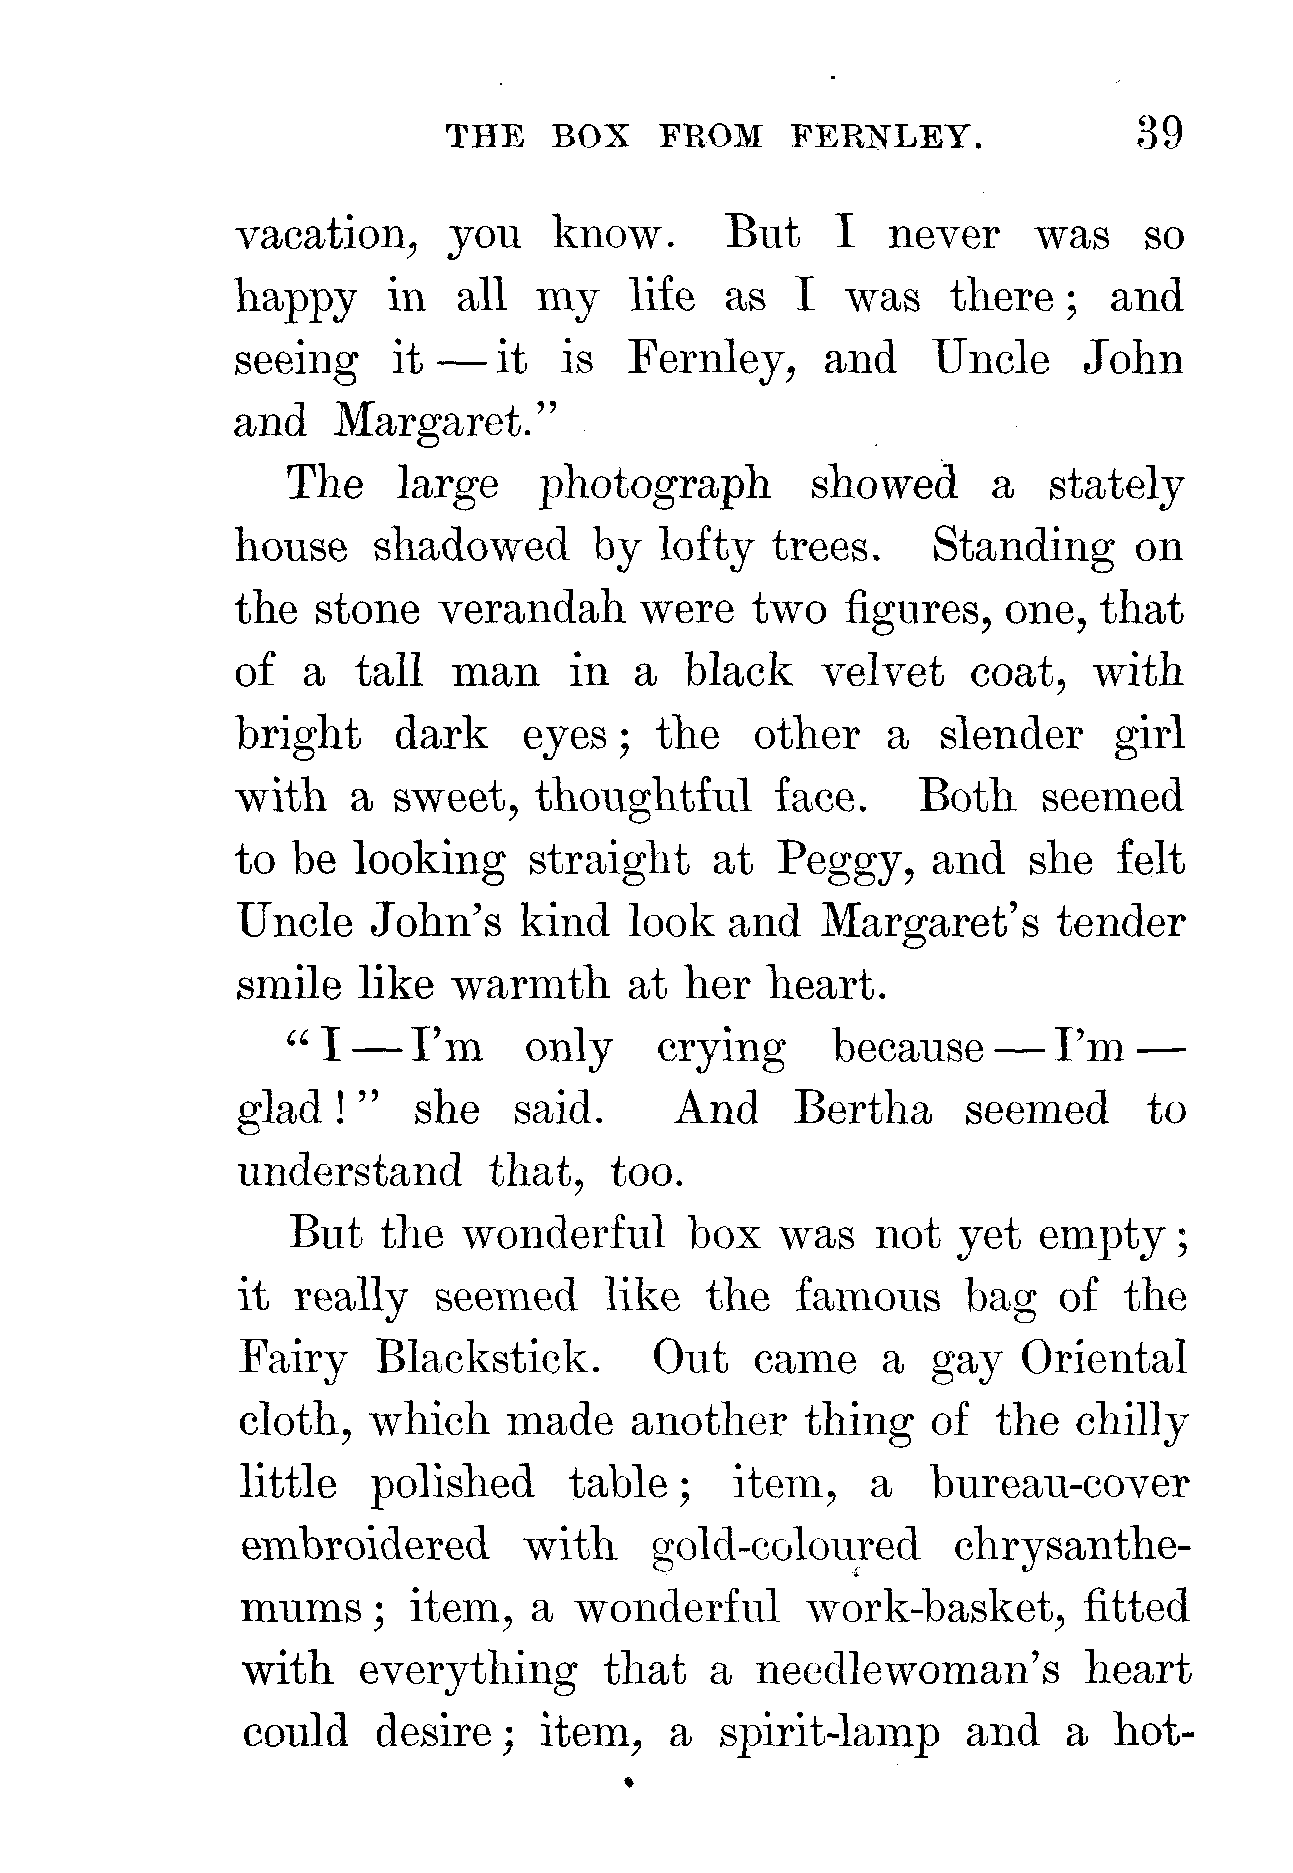 THE BOX FROM FERNLEY. 39
vacation, you know. But I never was so
happy in all my life as I was there; and
seeing it — it is Fernley, and Uncle John
and Margaret.”
The large photograph showed a stately
house shadowed by lofty trees. Standing on
the stone verandah were two figures, one, that
of a tall man in a black velvet coat, with
bright dark eyes; the other a slender girl
with a sweet, thoughtful face. Both seemed
to be looking straight at Peggy, and she felt
Uncle John’s kind look and Margaret’s tender
smile like warmth at her heart.
“I — I’m only crying because — I’m —
glad!” she said. And Bertha seemed to
understand that, too.
But the wonderful box was not yet empty;
it really seemed like the famous bag of the
Fairy Blackstick. Out came a gay Oriental
cloth, which made another thing of the chilly
little polished table; item, a bureau-cover
embroidered with gold-coloured chrysanthe-
mums; item, a wonderful work-basket, fitted
with everything that a needlewoman’s heart
could desire; item, a spirit-lamp and a hot-